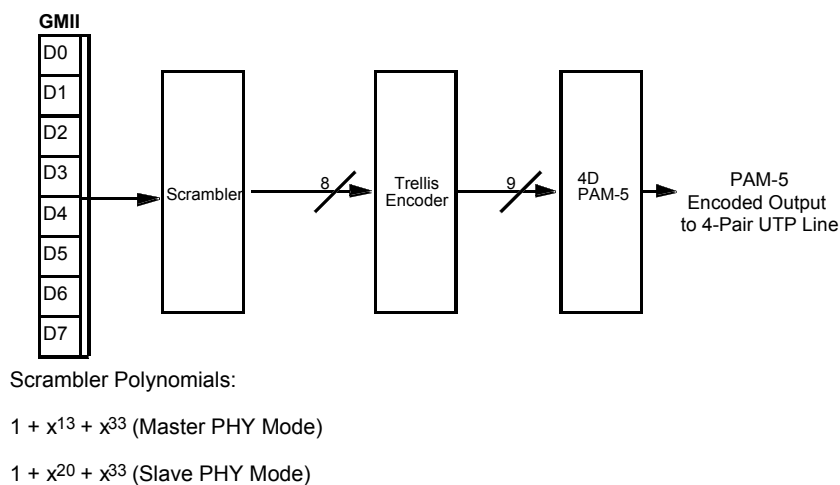 GMII
D0
D1
D2
D3
D4
D5
D6
D7
Scrambler
8
Trellis
Encoder
9
4D
PAM-5
PAM-5
Encoded Output
to 4-Pair UTP Line
Scrambler Polynomials:
1 + x13 + x33 (Master PHY Mode)
1 + x20 + x33 (Slave PHY Mode)